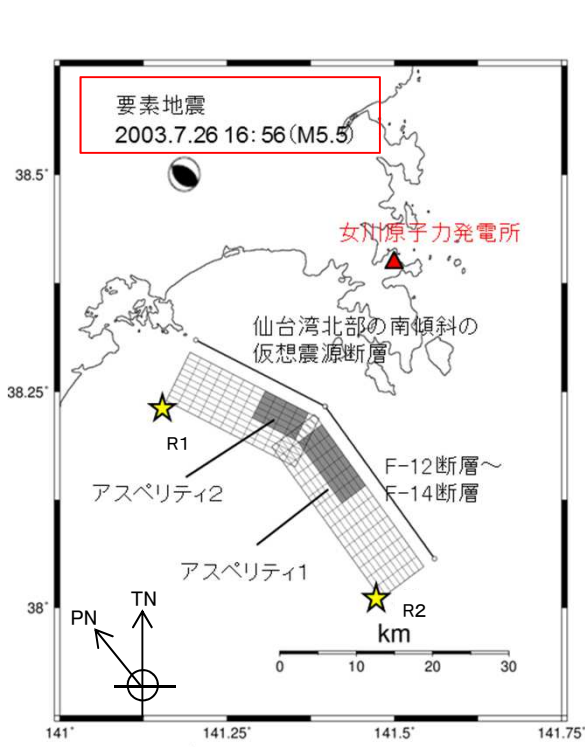 要素地震
2003.7.26 16：56（M5.5）
38.5°
女川原子力発電所
仙台湾北部の南傾斜の
仮想震源断層
38.25°
R1
F-12断層～
F-14断層
アスペリティ2
アスペリティ1
38°
R2
TN
PN
km
0 10 20 30
141° 141.25° 141.5° 141.75°